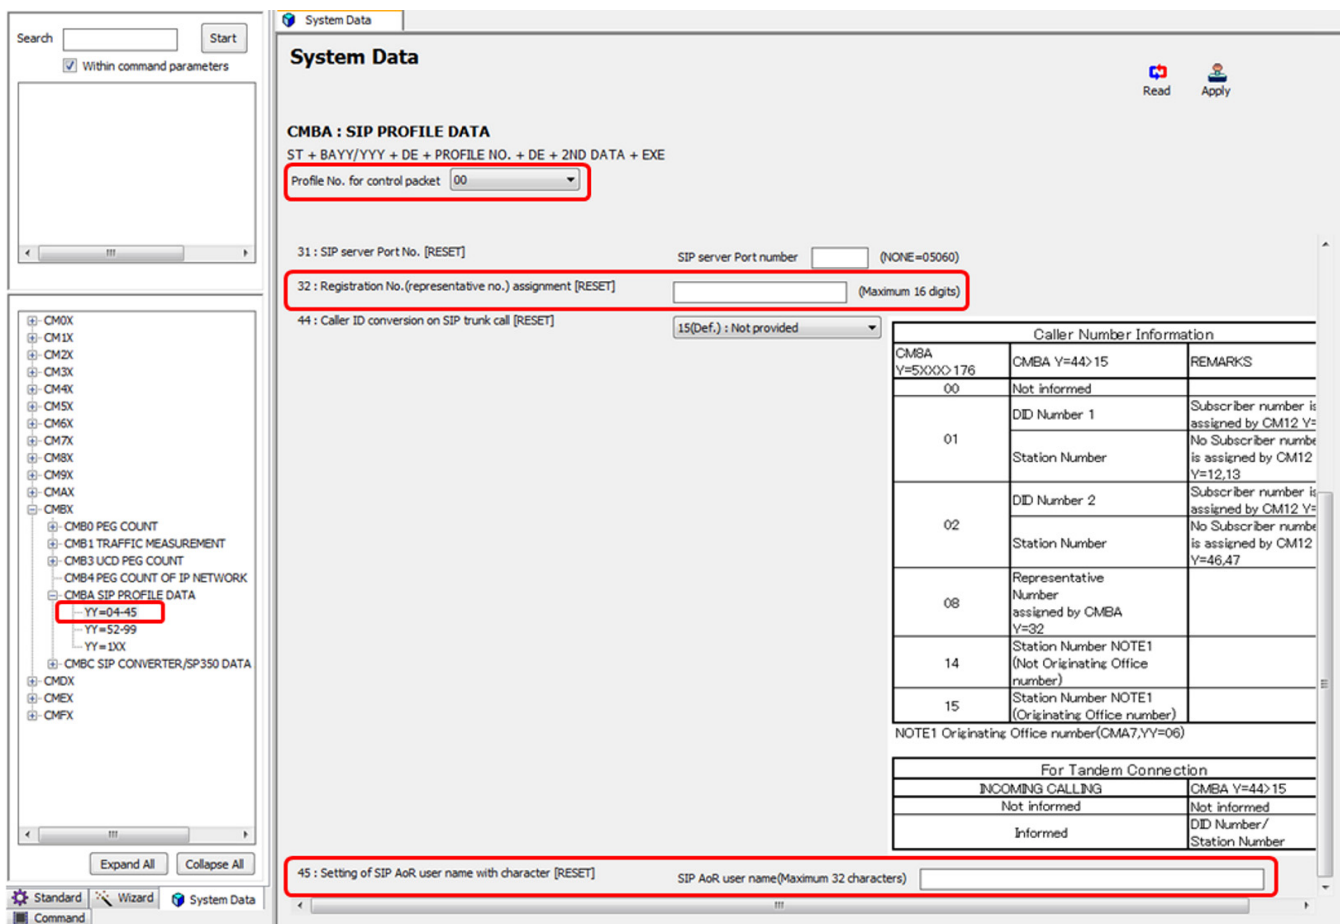 Search
Start
Within command parameters
CM0X
CM1X
CM2X
CM3X
CM4X
CM5X
CM6X
CM7X
CM8X
CM9X
CMAX
CMBX
CMB0 PEG COUNT
CMB1 TRAFFIC MEASUREMENT
CMB3 UCD PEG COUNT
CMB4 PEG COUNT OF IP NETWORK
CMBA SIP PROFILE DATA
YY=04-45
YY=52-99
YY=1XX
CMBC SIP CONVERTER/SP350 DATA
CMDX
CMEX
CMFX
Expand All
Collapse All
Standard
Wizard
System Data
Command
System Data
System Data
Read
Apply
CMBA : SIP PROFILE DATA
ST + BAYY/YYY + DE + PROFILE NO. + DE + 2ND DATA + EXE
Profile No. for control packet 00
31 : SIP server Port No. [RESET]
SIP server Port number
(NONE=05060)
32 : Registration No.(representative no.) assignment [RESET]
(Maximum 16 digits)
44 : Caller ID conversion on SIP trunk call [RESET]
15(Def.) : Not provided
Caller Number Information
CM8A
Y=5XXX>176
CMBA Y=44>15
REMARKS
00
Not informed
01
DID Number 1
Subscriber number is
assigned by CM12 Y=
Station Number
No Subscriber numbe
is assigned by CM12
Y=12,13
02
DID Number 2
Subscriber number is
assigned by CM12 Y=
Station Number
No Subscriber numbe
is assigned by CM12
Y=46,47
08
Representative
Number
assigned by CMBA
Y=32
14
Station Number NOTE1
(Not Originating Office
number)
15
Station Number NOTE1
(Originating Office number)
NOTE1 Originating Office number(CMA7,YY=06)
For Tandem Connection
INCOMING CALLING
CMBA Y=44>15
Not informed
Not informed
Informed
DID Number/
Station Number
45 : Setting of SIP AoR user name with character [RESET]
SIP AoR user name(Maximum 32 characters)